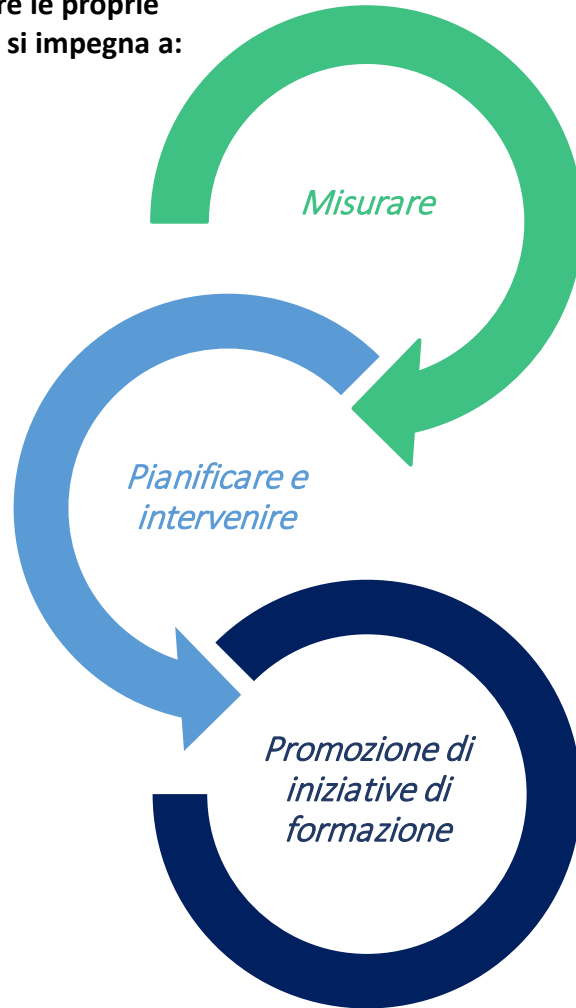 re le proprie
si impegna a:
Misurare
Pianificare e
intervenire
Promozione di
iniziative di
formazione